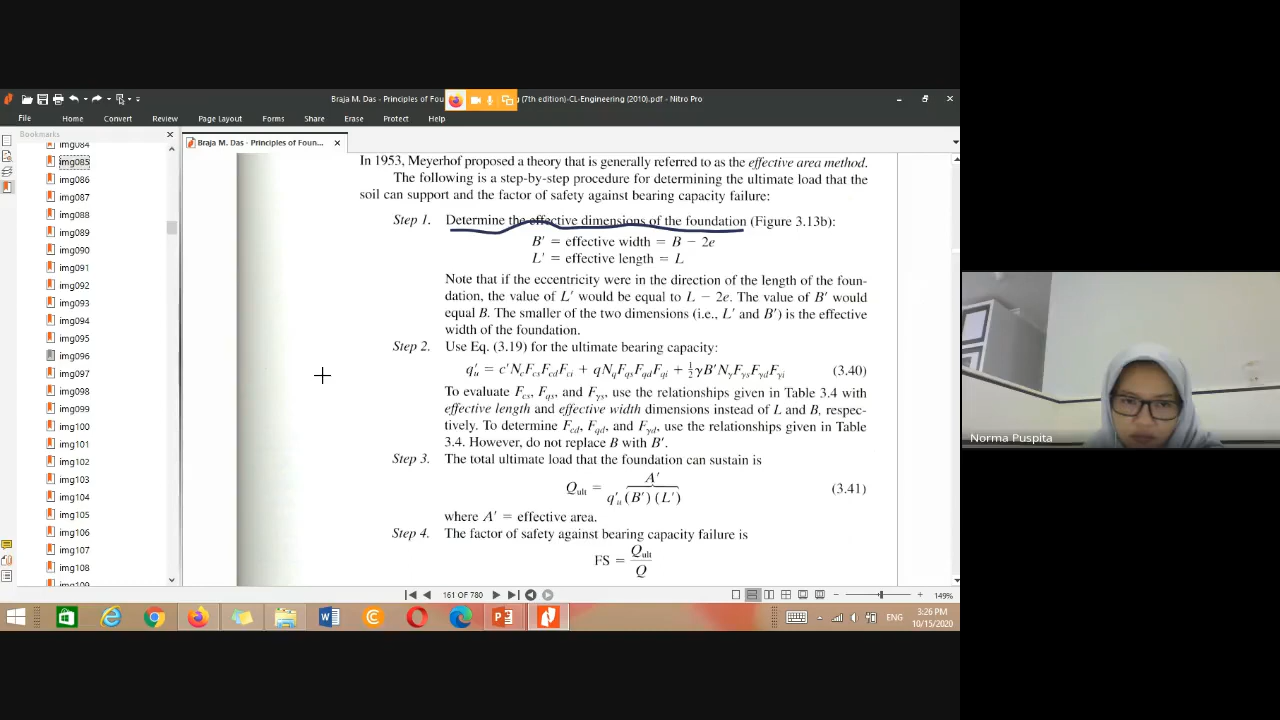 Braja M. Das - Principles of Fou
g (7th edition)-CL-Engineering (2010).pdf - Nitro Pro
File
Home
Convert
Review
Page Layout
Forms
Share
Erase
Protect
Help
Bookmarks
Braja M. Das - Principles of Foun...
img084
img085
img086
img087
img088
img089
img090
img091
img092
img093
img094
img095
img096
img097
img098
img099
img100
img101
img102
img103
img104
img105
img106
img107
img108
img109
In 1953, Meyerhof proposed a theory that is generally referred to as the effective area method.
The following is a step-by-step procedure for determining the ultimate load that the
soil can support and the factor of safety against bearing capacity failure:
Step 1. Determine the effective dimensions of the foundation (Figure 3.13b):
B′ = effective width = B − 2e
L′ = effective length = L
Note that if the eccentricity were in the direction of the length of the foun-
dation, the value of L′ would be equal to L − 2e. The value of B′ would
equal B. The smaller of the two dimensions (i.e., L′ and B′) is the effective
width of the foundation.
Step 2. Use Eq. (3.19) for the ultimate bearing capacity:
q′u = c′NcFcsFcdFci + qNqFqsFqdFqi + ½γB′NγFγsFγdFγi (3.40)
To evaluate Fcs, Fqs, and Fγs, use the relationships given in Table 3.4 with
effective length and effective width dimensions instead of L and B, respec-
tively. To determine Fcd, Fqd, and Fγd, use the relationships given in Table
3.4. However, do not replace B with B′.
Step 3. The total ultimate load that the foundation can sustain is
A′
Qult = q′u (B′) (L′) (3.41)
where A′ = effective area.
Step 4. The factor of safety against bearing capacity failure is
FS = Qult/Q
161 OF 780
149%
ENG
3:26 PM
10/15/2020
Norma Puspita